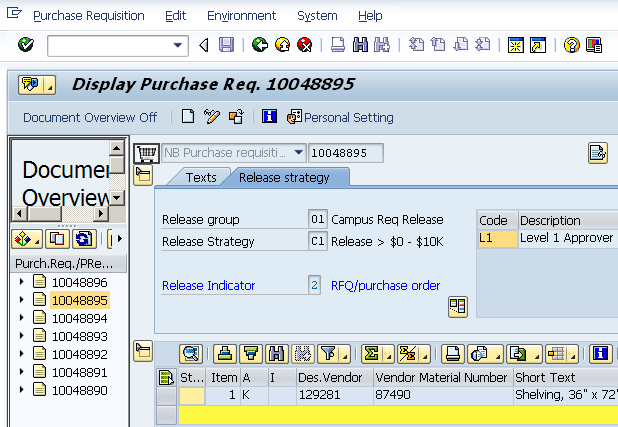 Purchase Requisition Edit Environment System Help
Display Purchase Req. 10048895
Document Overview Off Personal Setting
Documen
Overview
NB Purchase requisiti... 10048895
Texts Release strategy
Release group 01 Campus Req Release
Code Description
Release Strategy C1 Release > $0 - $10K
L1 Level 1 Approver
Release Indicator 2 RFQ/purchase order
Purch.Req./PRe...
10048896
10048895
10048894
10048893
10048892
10048891
10048890
St... Item A I Des.Vendor Vendor Material Number Short Text
1 K 129281 87490 Shelving, 36" x 72"